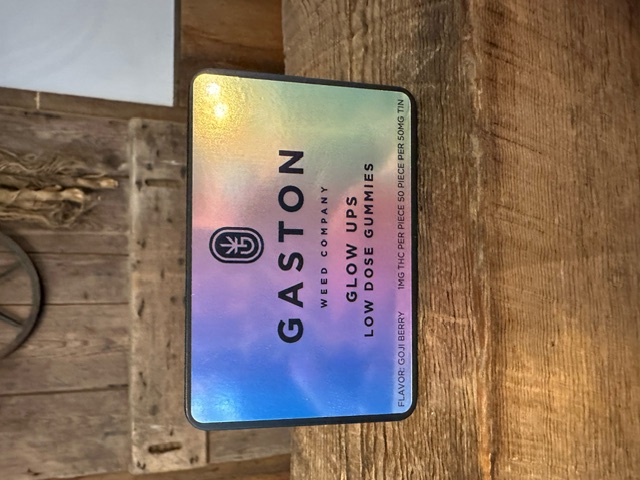 GASTON
WEED COMPANY
GLOW UPS
LOW DOSE GUMMIES
FLAVOR: GOJI BERRY 1MG THC PER PIECE 50 PIECE PER 50MG TIN